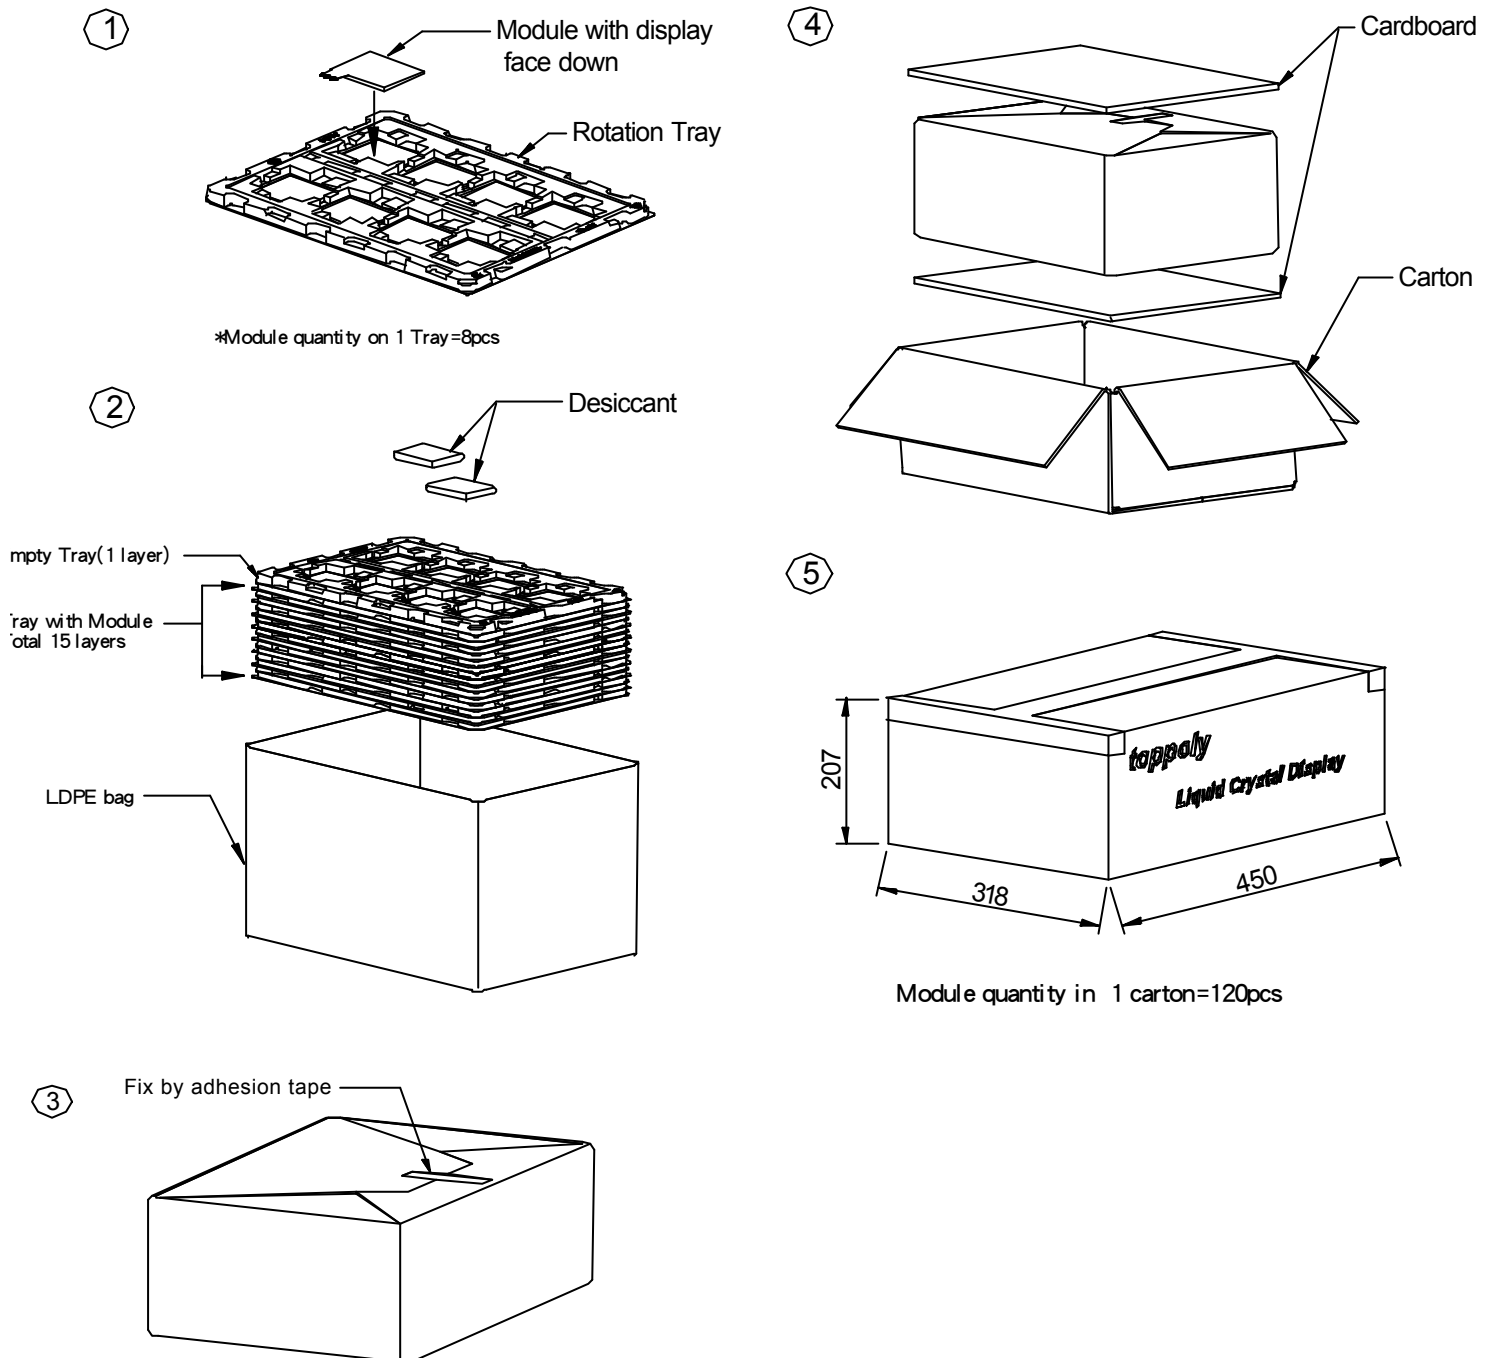 1
Module with display
face down
Rotation Tray
*Module quantity on 1 Tray=8pcs
2
Desiccant
mpty Tray(1 layer)
ray with Module
otal 15 layers
LDPE bag
3
Fix by adhesion tape
4
Cardboard
Carton
5
207
toppoly
Liquid Crystal Display
318
450
Module quantity in 1 carton=120pcs